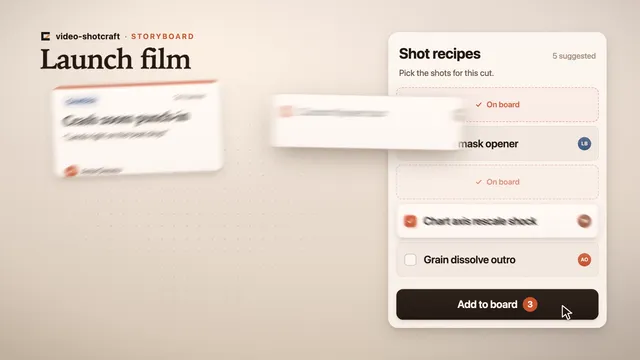 video-shotcraft · STORYBOARD
Launch film
Shot recipes
5 suggested
Pick the shots for this cut.
On board
mask opener
LB
On board
Chart axis rescale shock
Grain dissolve outro
AO
Add to board 3